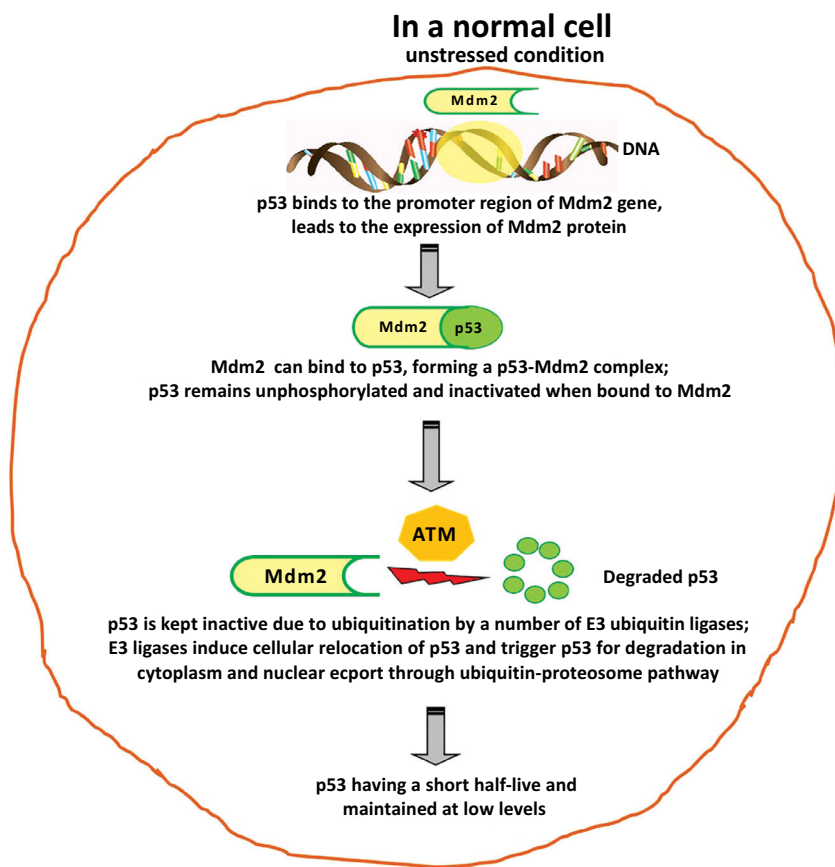 In a normal cell
unstressed condition
Mdm2
DNA
p53 binds to the promoter region of Mdm2 gene,
leads to the expression of Mdm2 protein
Mdm2 p53
Mdm2 can bind to p53, forming a p53-Mdm2 complex;
p53 remains unphosphorylated and inactivated when bound to Mdm2
ATM
Mdm2
Degraded p53
p53 is kept inactive due to ubiquitination by a number of E3 ubiquitin ligases;
E3 ligases induce cellular relocation of p53 and trigger p53 for degradation in
cytoplasm and nuclear ecport through ubiquitin-proteosome pathway
p53 having a short half-live and
maintained at low levels